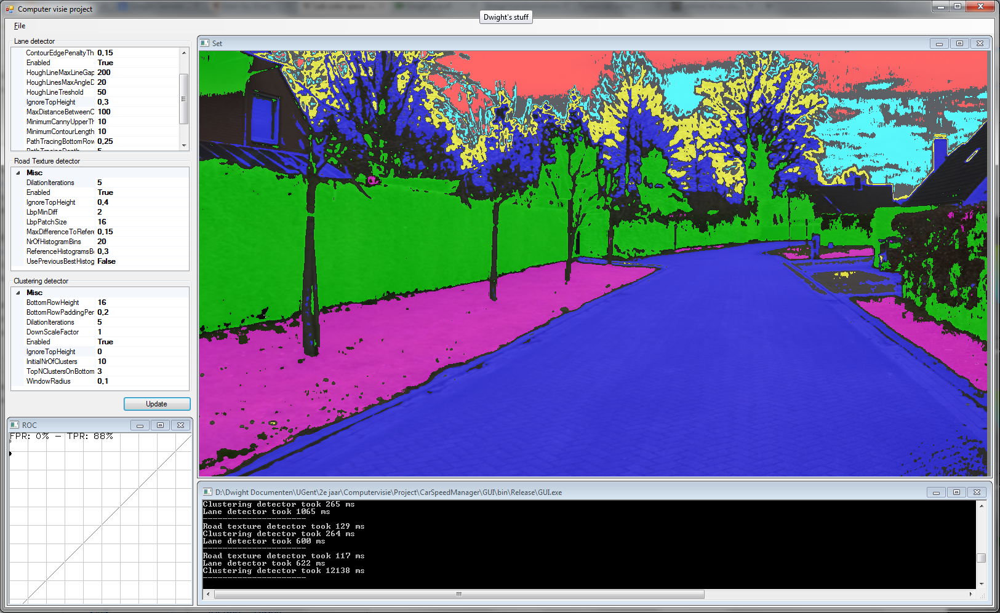 Computer visie project
Dwight's stuff
File
Lane detector
ContourEdgePenaltyTh 0,15
Enabled True
HoughLineMaxLineGap 200
HoughLinesMaxAngleD 20
HoughLineTreshold 50
IgnoreTopHeight 0,3
MaxDistanceBetweenC 100
MinimumCannyUpperTh 10
MinimumContourLength 10
PathTracingBottomRow 0,25
PathTracingDepth 5
Road Texture detector
Misc
DilationIterations 5
Enabled True
IgnoreTopHeight 0,4
LbpMinDiff 2
LbpPatchSize 16
MaxDifferenceToRefere 0,15
NrOfHistogramBins 20
ReferenceHistogramsBo 0,3
UsePreviousBestHistog False
Clustering detector
Misc
BottomRowHeight 16
BottomRowPaddingPer 0,2
DilationIterations 5
DownScaleFactor 1
Enabled True
IgnoreTopHeight 0
InitialNrOfClusters 10
TopNClustersOnBottom 3
WindowRadius 0,1
Update
ROC
FPR: 0% - TPR: 88%
Set
D:\Dwight Documenten\UGent\2e jaar\Computervisie\Project\CarSpeedManager\GUI\bin\Release\GUI.exe
Clustering detector took 265 ms
Lane detector took 1065 ms
---------------------
Road texture detector took 129 ms
Clustering detector took 264 ms
Lane detector took 600 ms
---------------------
Road texture detector took 117 ms
Lane detector took 622 ms
Clustering detector took 12138 ms
---------------------